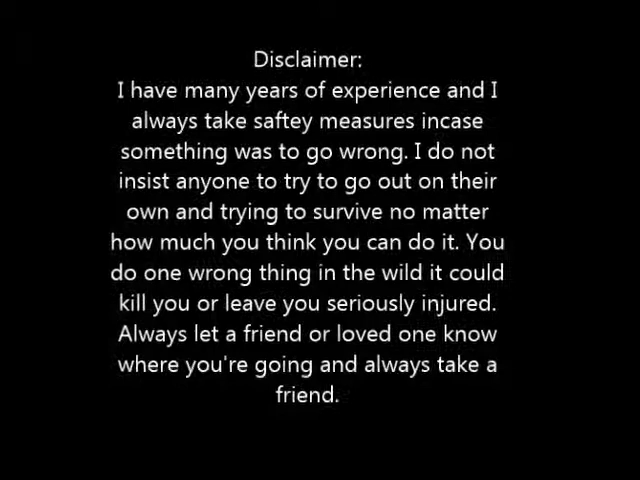 Disclaimer:
I have many years of experience and I
always take saftey measures incase
something was to go wrong. I do not
insist anyone to try to go out on their
own and trying to survive no matter
how much you think you can do it. You
do one wrong thing in the wild it could
kill you or leave you seriously injured.
Always let a friend or loved one know
where you're going and always take a
friend.